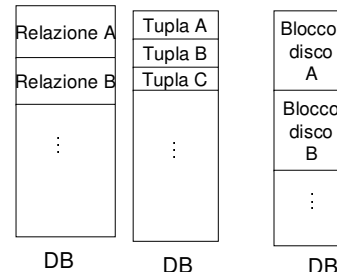 Relazione A
Relazione B
⋮
DB
Tupla A
Tupla B
Tupla C
⋮
DB
Blocco
disco
A
Blocco
disco
B
⋮
DB